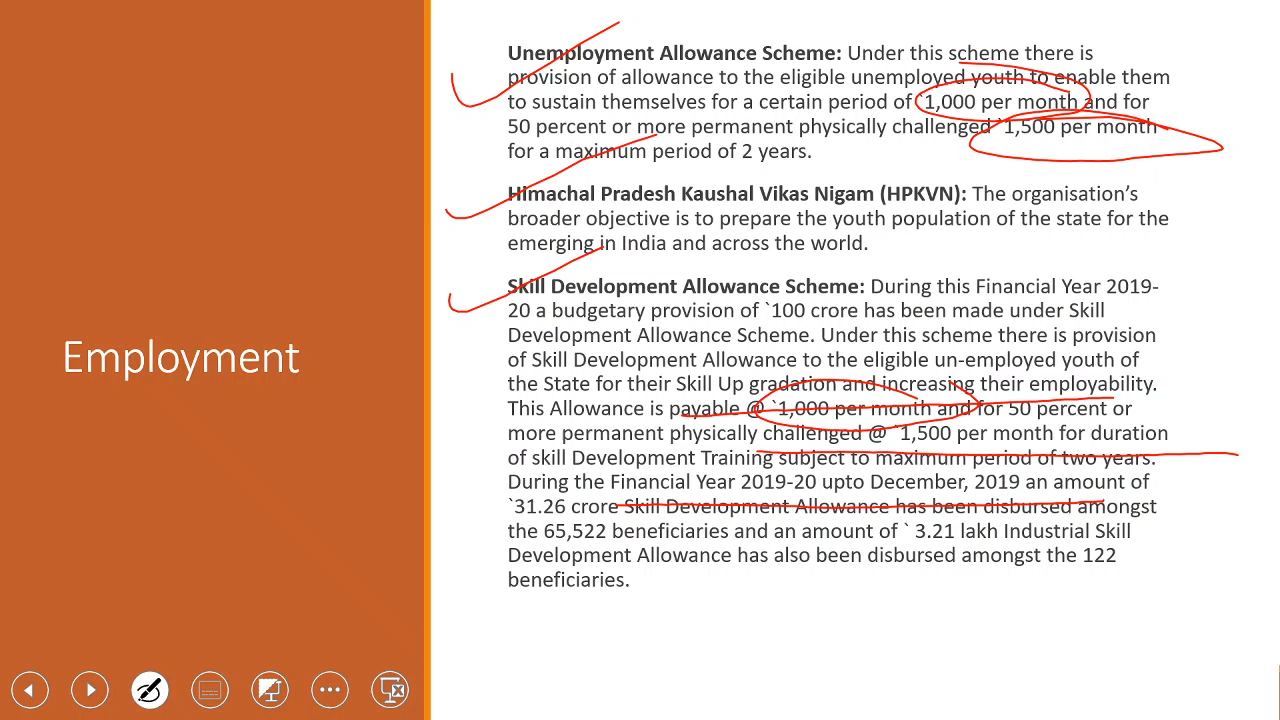 Employment
Unemployment Allowance Scheme: Under this scheme there is
provision of allowance to the eligible unemployed youth to enable them
to sustain themselves for a certain period of `1,000 per month and for
50 percent or more permanent physically challenged `1,500 per month
for a maximum period of 2 years.
Himachal Pradesh Kaushal Vikas Nigam (HPKVN): The organisation’s
broader objective is to prepare the youth population of the state for the
emerging in India and across the world.
Skill Development Allowance Scheme: During this Financial Year 2019-
20 a budgetary provision of `100 crore has been made under Skill
Development Allowance Scheme. Under this scheme there is provision
of Skill Development Allowance to the eligible un-employed youth of
the State for their Skill Up gradation and increasing their employability.
This Allowance is payable @ `1,000 per month and for 50 percent or
more permanent physically challenged @ `1,500 per month for duration
of skill Development Training subject to maximum period of two years.
During the Financial Year 2019-20 upto December, 2019 an amount of
`31.26 crore Skill Development Allowance has been disbursed amongst
the 65,522 beneficiaries and an amount of ` 3.21 lakh Industrial Skill
Development Allowance has also been disbursed amongst the 122
beneficiaries.